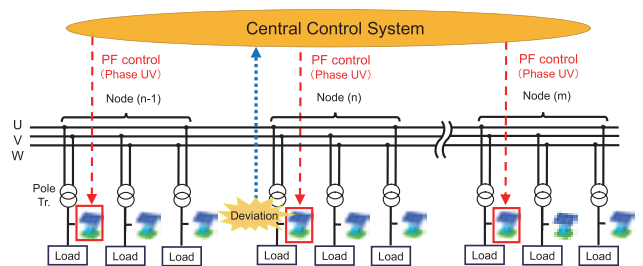 Central Control System
PF control
(Phase UV)
PF control
(Phase UV)
PF control
(Phase UV)
Node (n-1)
Node (n)
Node (m)
U
V
W
Pole
Tr.
Deviation
Load
Load
Load
Load
Load
Load
Load
Load
Load